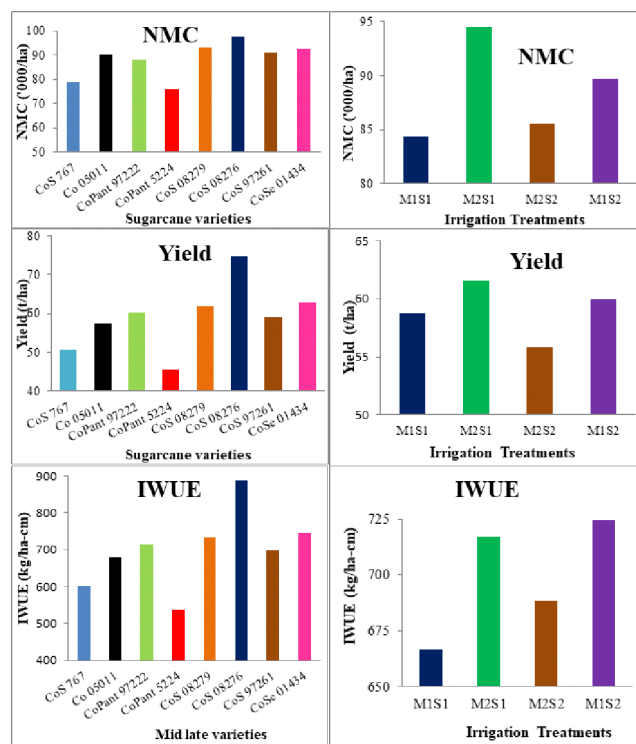 NMC
NMC ('000/ha)
100
90
80
70
60
50
CoS 767
Co 05011
CoPant 97222
CoPant 5224
CoS 08279
CoS 08276
CoS 97261
CoSe 01434
Sugarcane varieties
NMC
NMC ('000/ha)
95
90
85
80
M1S1
M2S1
M2S2
M1S2
Irrigation Treatments
Yield
Yield(t/ha)
80
70
60
50
40
CoS 767
Co 05011
CoPant 97222
CoPant 5224
CoS 08279
CoS 08276
CoS 97261
CoSe 01434
Sugarcane varieties
Yield
Yield (t/ha)
65
60
55
50
M1S1
M2S1
M2S2
M1S2
Irrigation Treatments
IWUE
IWUE (kg/ha-cm)
900
800
700
600
500
400
CoS 767
Co 05011
CoPant 97222
CoPant 5224
CoS 08279
CoS 08276
CoS 97261
CoSe 01434
Mid late varieties
IWUE
IWUE (kg/ha-cm)
725
700
675
650
M1S1
M2S1
M2S2
M1S2
Irrigation Treatments